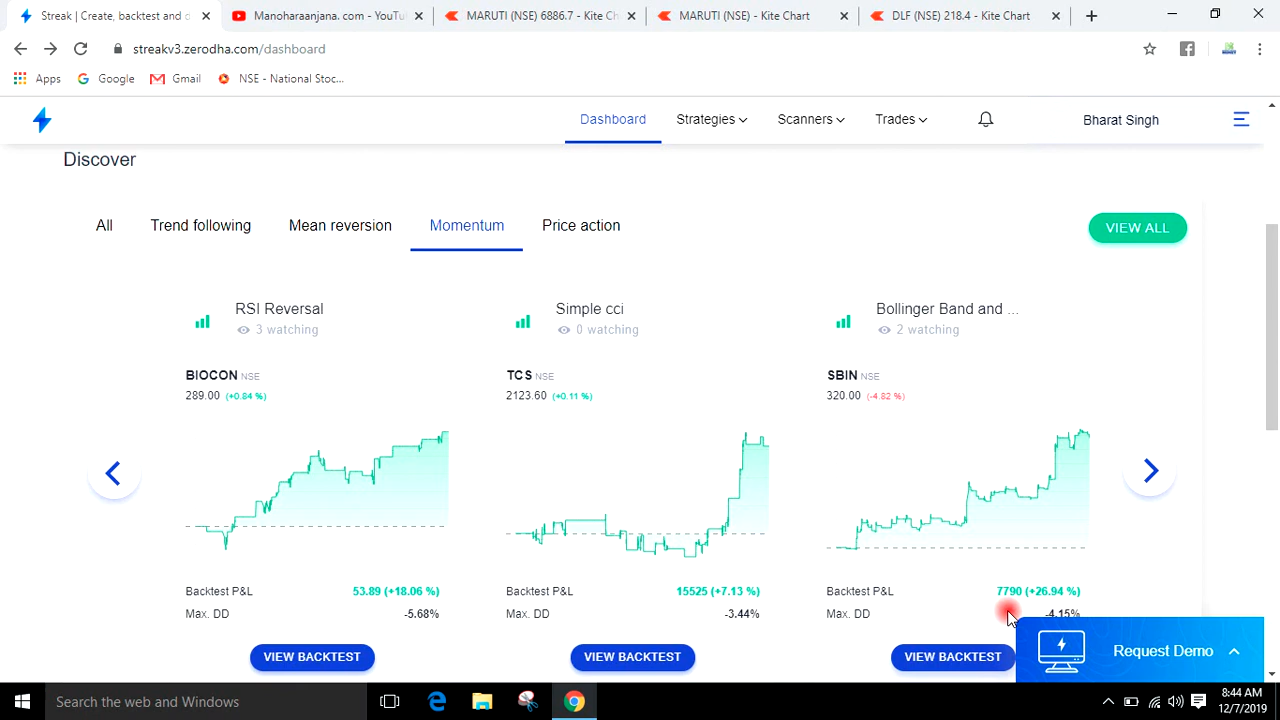 Streak | Create, backtest and d
Manoharaanjana. com - YouTu
MARUTI (NSE) 6886.7 - Kite Ch
MARUTI (NSE) - Kite Chart
DLF (NSE) 218.4 - Kite Chart
streakv3.zerodha.com/dashboard
Apps
Google
Gmail
NSE - National Stoc...
Dashboard
Strategies
Scanners
Trades
Bharat Singh
Discover
All
Trend following
Mean reversion
Momentum
Price action
VIEW ALL
RSI Reversal
3 watching
Simple cci
0 watching
Bollinger Band and ...
2 watching
BIOCON NSE
289.00 (+0.84 %)
TCS NSE
2123.60 (+0.11 %)
SBIN NSE
320.00 (-4.82 %)
Backtest P&L 53.89 (+18.06 %)
Max. DD -5.68%
Backtest P&L 15525 (+7.13 %)
Max. DD -3.44%
Backtest P&L 7790 (+26.94 %)
Max. DD -4.15%
VIEW BACKTEST
VIEW BACKTEST
VIEW BACKTEST
Request Demo
Search the web and Windows
8:44 AM
12/7/2019